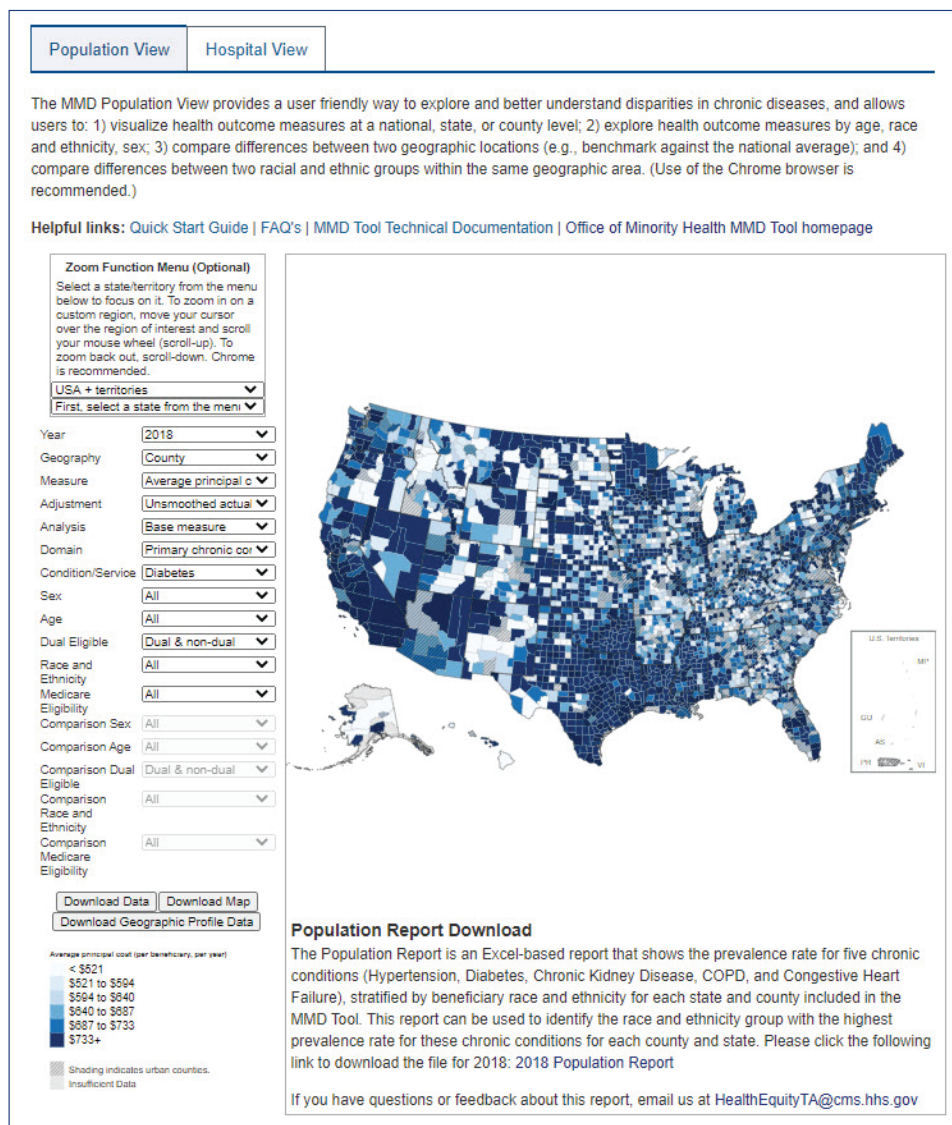 Population View
Hospital View
The MMD Population View provides a user friendly way to explore and better understand disparities in chronic diseases, and allows
users to: 1) visualize health outcome measures at a national, state, or county level; 2) explore health outcome measures by age, race
and ethnicity, sex; 3) compare differences between two geographic locations (e.g., benchmark against the national average); and 4)
compare differences between two racial and ethnic groups within the same geographic area. (Use of the Chrome browser is
recommended.)
Helpful links: Quick Start Guide | FAQ's | MMD Tool Technical Documentation | Office of Minority Health MMD Tool homepage
Zoom Function Menu (Optional)
Select a state/territory from the menu
below to focus on it. To zoom in on a
custom region, move your cursor
over the region of interest and scroll
your mouse wheel (scroll-up). To
zoom back out, scroll-down. Chrome
is recommended.
USA + territories
First, select a state from the menu
Year 2018
Geography County
Measure Average principal c
Adjustment Unsmoothed actual
Analysis Base measure
Domain Primary chronic cor
Condition/Service Diabetes
Sex All
Age All
Dual Eligible Dual & non-dual
Race and All
Ethnicity
Medicare All
Eligibility
Comparison Sex All
Comparison Age All
Comparison Dual Dual & non-dual
Eligible
Comparison All
Race and
Ethnicity
Comparison All
Medicare
Eligibility
Download Data Download Map
Download Geographic Profile Data
Average principal cost (per beneficiary, per year)
< $521
$521 to $594
$594 to $640
$640 to $687
$687 to $733
$733+
Shading indicates urban counties.
Insufficient Data
U.S. Territories
MP
GU
AS
PR
VI
Population Report Download
The Population Report is an Excel-based report that shows the prevalence rate for five chronic
conditions (Hypertension, Diabetes, Chronic Kidney Disease, COPD, and Congestive Heart
Failure), stratified by beneficiary race and ethnicity for each state and county included in the
MMD Tool. This report can be used to identify the race and ethnicity group with the highest
prevalence rate for these chronic conditions for each county and state. Please click the following
link to download the file for 2018: 2018 Population Report
If you have questions or feedback about this report, email us at HealthEquityTA@cms.hhs.gov